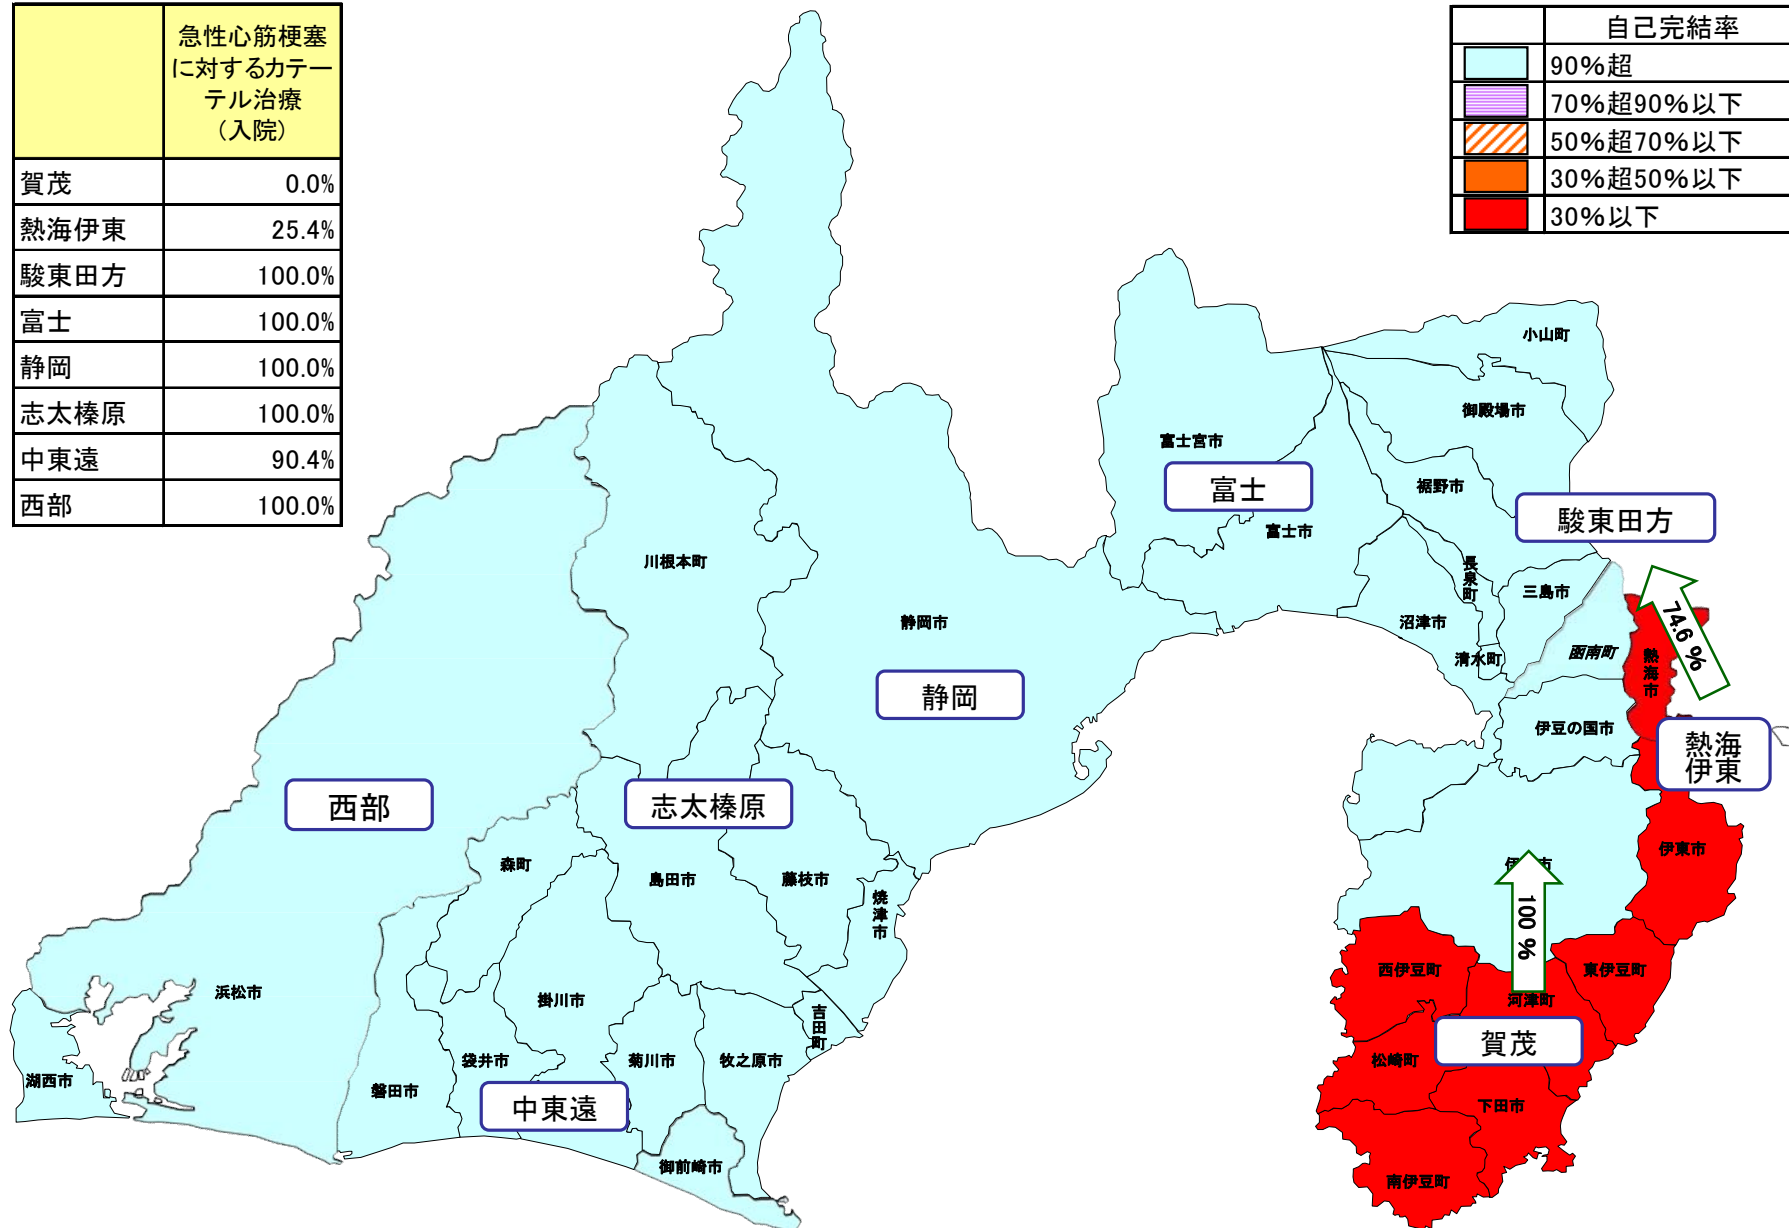 急性心筋梗塞
に対するカテー
テル治療
（入院）
賀茂 0.0%
熱海伊東 25.4%
駿東田方 100.0%
富士 100.0%
静岡 100.0%
志太榛原 100.0%
中東遠 90.4%
西部 100.0%
自己完結率
90%超
70%超90%以下
50%超70%以下
30%超50%以下
30%以下
小山町
御殿場市
富士宮市
裾野市
富士
駿東田方
富士市
川根本町
長泉町
三島市
静岡市
沼津市
74.6 %
函南町
清水町
熱海市
静岡
伊豆の国市
熱海
伊東
西部
志太榛原
森町
島田市
藤枝市
伊東市
焼津市
100 %
西伊豆町
東伊豆町
浜松市
掛川市
河津町
吉田町
賀茂
袋井市
菊川市
牧之原市
松崎町
湖西市
磐田市
中東遠
下田市
御前崎市
南伊豆町